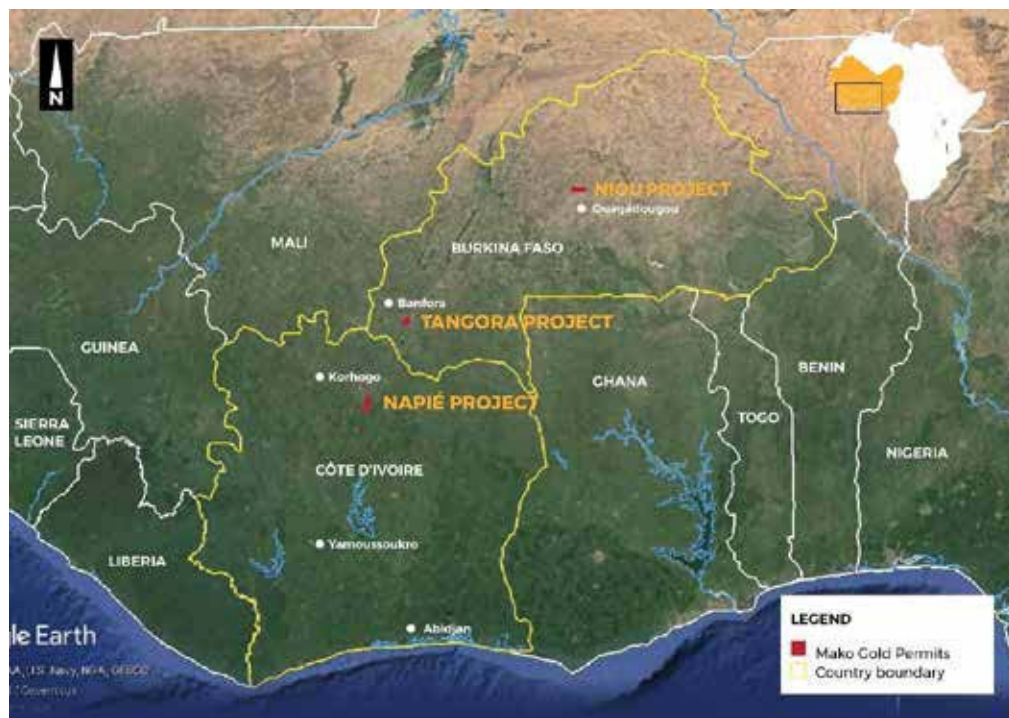 N
NIOU PROJECT
Ouagadougou
MALI
BURKINA FASO
Banfora
TANGORA PROJECT
GUINEA
Korhogo
GHANA
BENIN
NAPIÉ PROJECT
TOGO
SIERRA
LEONE
NIGERIA
CÔTE D'IVOIRE
Yamoussoukro
LIBERIA
Abidjan
le Earth
LEGEND
Mako Gold Permits
Country boundary